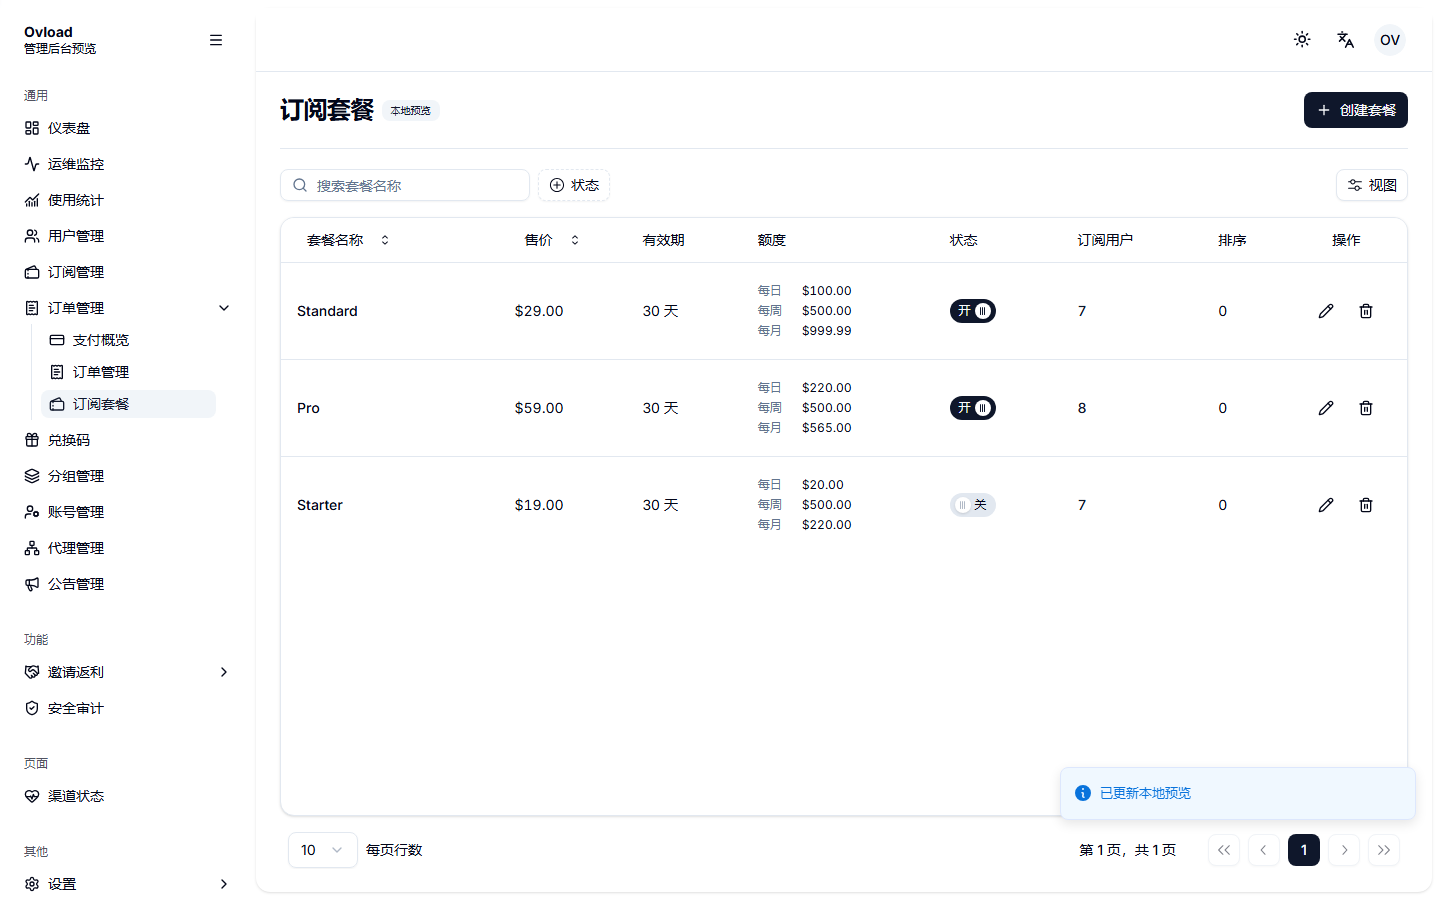 Ovload
管理后台预览
OV
通用
仪表盘
运维监控
使用统计
用户管理
订阅管理
订单管理
支付概览
订单管理
订阅套餐
兑换码
分组管理
账号管理
代理管理
公告管理
功能
邀请返利
安全审计
页面
渠道状态
其他
设置
订阅套餐 本地预览
创建套餐
搜索套餐名称 状态 视图
套餐名称 售价 有效期 额度 状态 订阅用户 排序 操作
Standard $29.00 30 天 每日 $100.00 每周 $500.00 每月 $999.99 开 7 0
Pro $59.00 30 天 每日 $220.00 每周 $500.00 每月 $565.00 开 8 0
Starter $19.00 30 天 每日 $20.00 每周 $500.00 每月 $220.00 关 7 0
已更新本地预览
10 每页行数 第 1 页，共 1 页 1